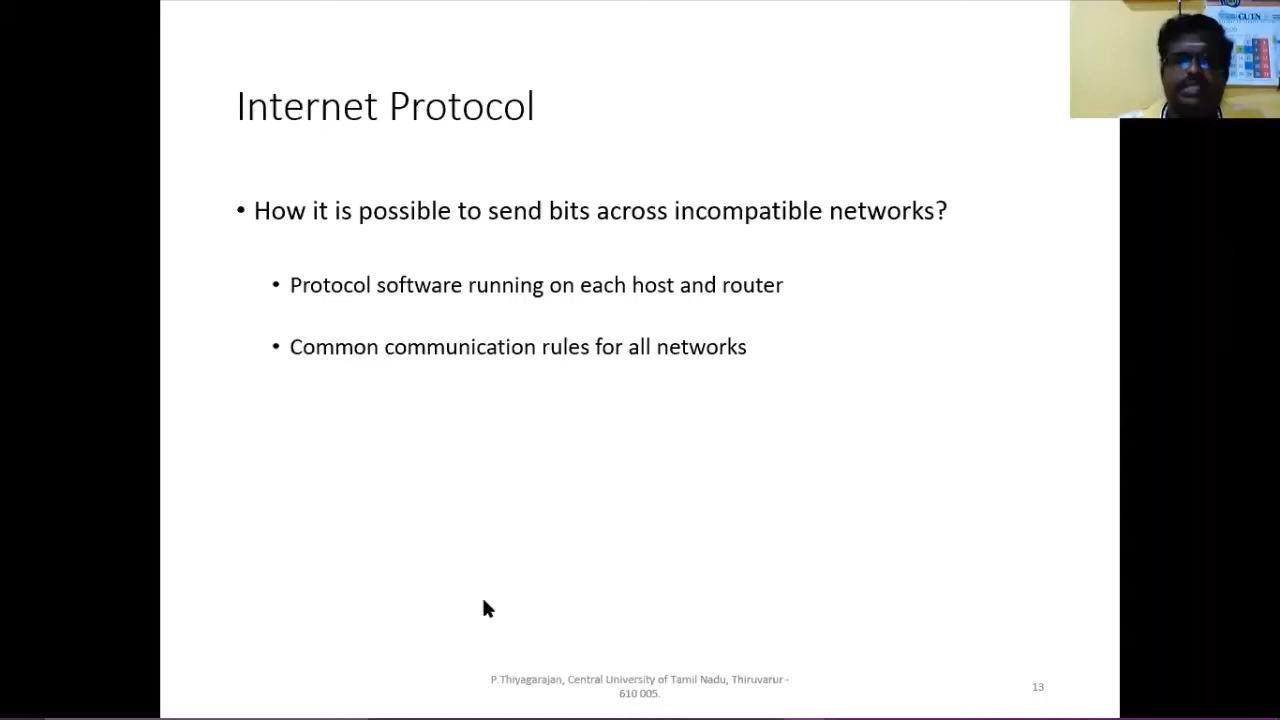 CUTN
Internet Protocol
• How it is possible to send bits across incompatible networks?
• Protocol software running on each host and router
• Common communication rules for all networks
P.Thiyagarajan, Central University of Tamil Nadu, Thiruvarur -
610 005.
13